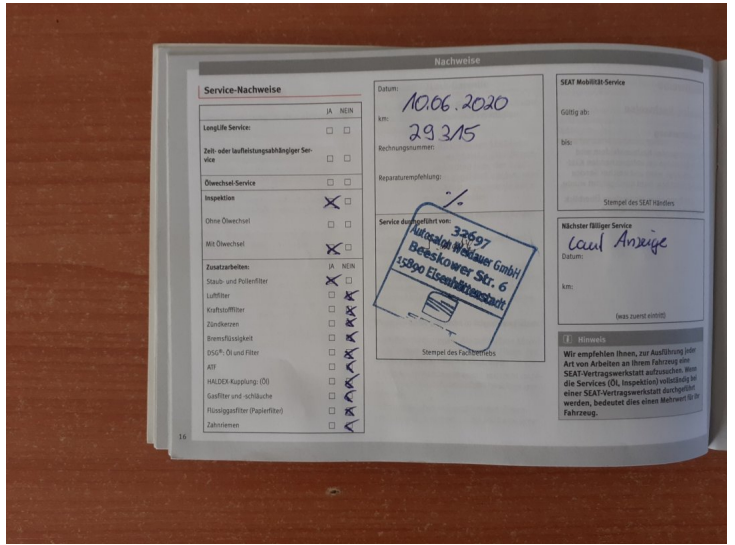 Nachweise
Service-Nachweise
JA NEIN
LongLife Service:
Zeit- oder laufleistungsabhängiger Ser-
vice
Ölwechsel-Service
Inspektion
Ohne Ölwechsel
Mit Ölwechsel
Zusatzarbeiten: JA NEIN
Staub- und Pollenfilter
Luftfilter
Kraftstofffilter
Zündkerzen
Bremsflüssigkeit
DSG®: Öl und Filter
ATF
HALDEX-Kupplung: (Öl)
Gasfilter und -schläuche
Flüssiggasfilter (Papierfilter)
Zahnriemen
16
Datum:
10.06.2020
km:
29315
Rechnungsnummer:
Reparaturempfehlung:
%
Service durchgeführt von:
32697
Autosalon Weidauer GmbH
Beeskower Str. 6
15890 Eisenhüttenstadt
Stempel des Fachbetriebs
SEAT Mobilität-Service
Gültig ab:
bis:
Stempel des SEAT Händlers
Nächster fälliger Service
laut Anzeige
Datum:
km:
(was zuerst eintritt)
i Hinweis
Wir empfehlen Ihnen, zur Ausführung jeder
Art von Arbeiten an Ihrem Fahrzeug eine
SEAT-Vertragswerkstatt aufzusuchen. Wenn
die Services (Öl, Inspektion) vollständig bei
einer SEAT-Vertragswerkstatt durchgeführt
werden, bedeutet dies einen Mehrwert für Ihr
Fahrzeug.